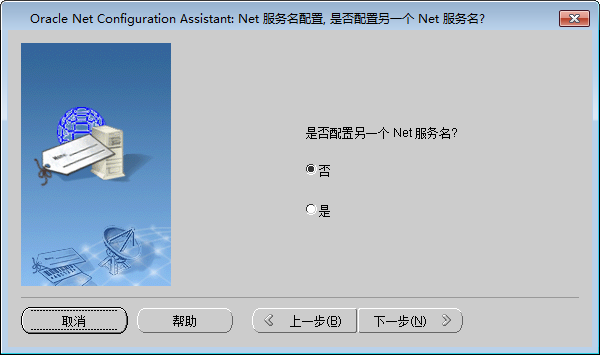 Oracle Net Configuration Assistant: Net 服务名配置, 是否配置另一个 Net 服务名?
是否配置另一个 Net 服务名?
否
是
取消
帮助
上一步(B)
下一步(N)